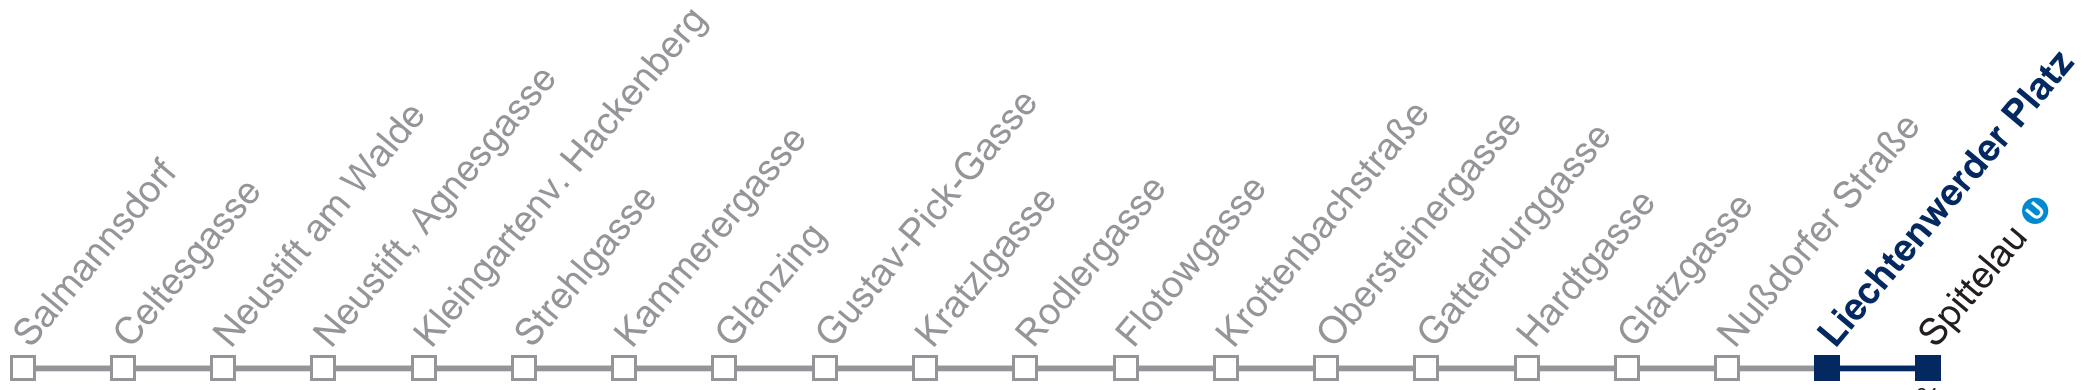 Salmannsdorf
Celtesgasse
Neustift am Walde
Neustift, Agnesgasse
Kleingartenv. Hackenberg
Strehlgasse
Kammerergasse
Glanzing
Gustav-Pick-Gasse
Kratzlgasse
Rodlergasse
Flotowgasse
Krottenbachstraße
Obersteinergasse
Gatterburggasse
Hardtgasse
Glatzgasse
Nußdorfer Straße
Liechtenwerder Platz
Spittelau U